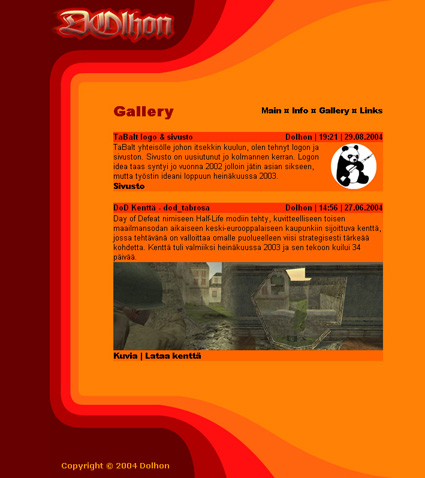 DOlhon
Gallery
Main ¤ Info ¤ Gallery ¤ Links
TaBalt logo & sivusto Dolhon | 19:21 | 29.08.2004
TaBalt yhteisölle johon itsekkin kuulun, olen tehnyt logon ja
sivuston. Sivusto on uusiutunut jo kolmannen kerran. Logon
idea taas syntyi jo vuonna 2002 jolloin jätin asian sikseen,
mutta työstin ideani loppuun heinäkuussa 2003.
Sivusto
DoD Kenttä - dod_tabrosa Dolhon | 14:56 | 27.06.2004
Day of Defeat nimiseen Half-Life modiin tehty, kuvitteelliseen toisen
maailmansodan aikaiseen keski-eurooppalaiseen kaupunkiin sijoittuva kenttä,
jossa tehtävänä on valloittaa omalle puolueelleen viisi strategisesti tärkeää
kohdetta. Kenttä tuli valmiiksi heinäkuussa 2003 ja sen tekoon kului 34
päivää.
Kuvia | Lataa kenttä
Copyright © 2004 Dolhon